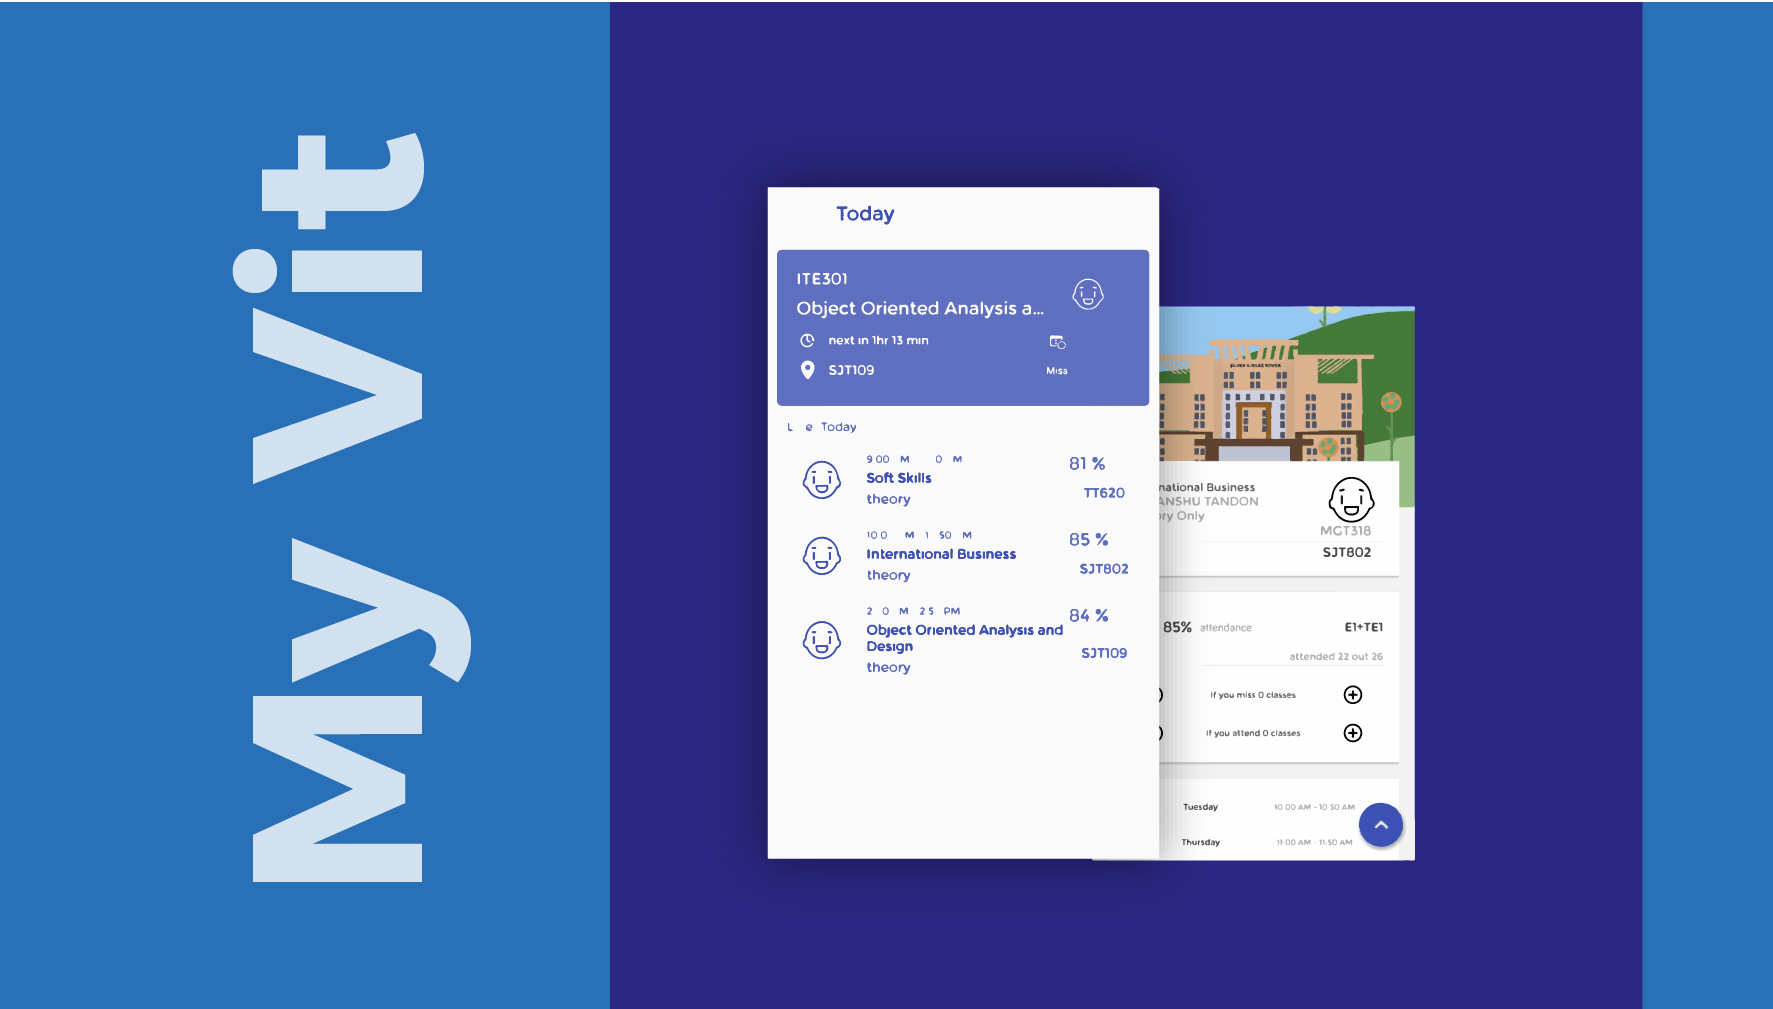 My Vit
Today
ITE301
Object Oriented Analysis a...
next in 1hr 13 min
SJT109
Miss
L e Today
9 00 M 0 M
81 %
Soft Skills
TT620
theory
10 0 M 1 50 M
85 %
International Business
SJT802
theory
2 0 M 2 5 PM
84 %
Object Oriented Analysis and
Design
SJT109
theory
SILVER JUBILEE TOWER
national Business
ANSHU TANDON
ry Only
MGT318
SJT802
85% attendance
E1+TE1
attended 22 out 26
If you miss 0 classes
If you attend 0 classes
Tuesday
10 00 AM - 10 50 AM
Thursday
11:00 AM - 11:50 AM